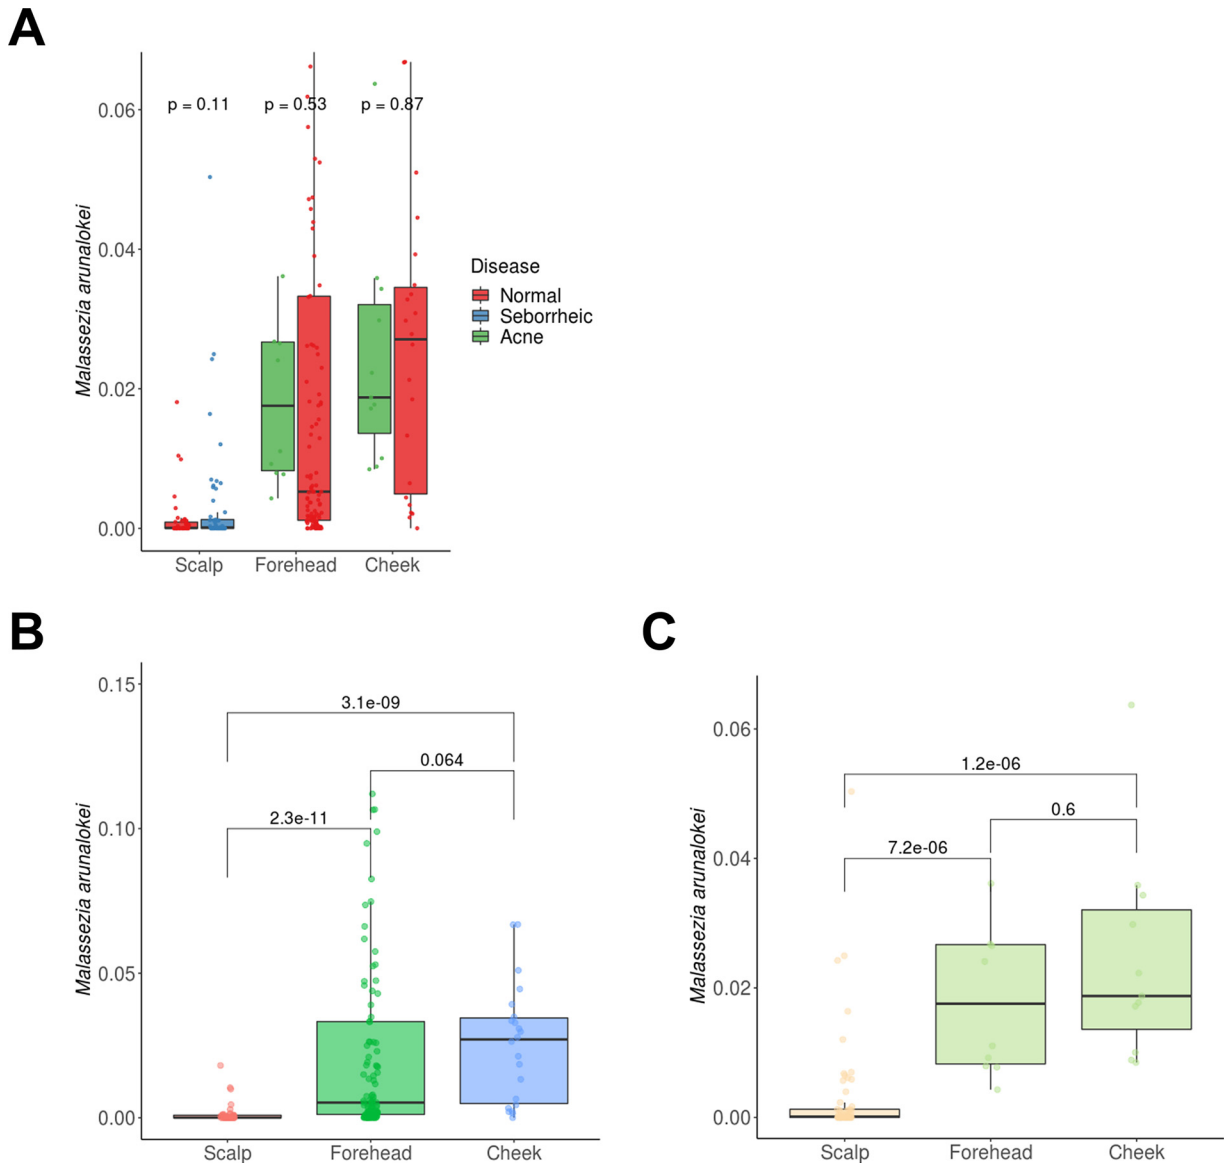 A
Malassezia arunalokei
0.06
0.04
0.02
0.00
p = 0.11
p = 0.53
p = 0.87
Scalp
Forehead
Cheek
Disease
Normal
Seborrheic
Acne
B
Malassezia arunalokei
0.15
0.10
0.05
0.00
3.1e-09
0.064
2.3e-11
Scalp
Forehead
Cheek
C
Malassezia arunalokei
0.06
0.04
0.02
0.00
1.2e-06
0.6
7.2e-06
Scalp
Forehead
Cheek